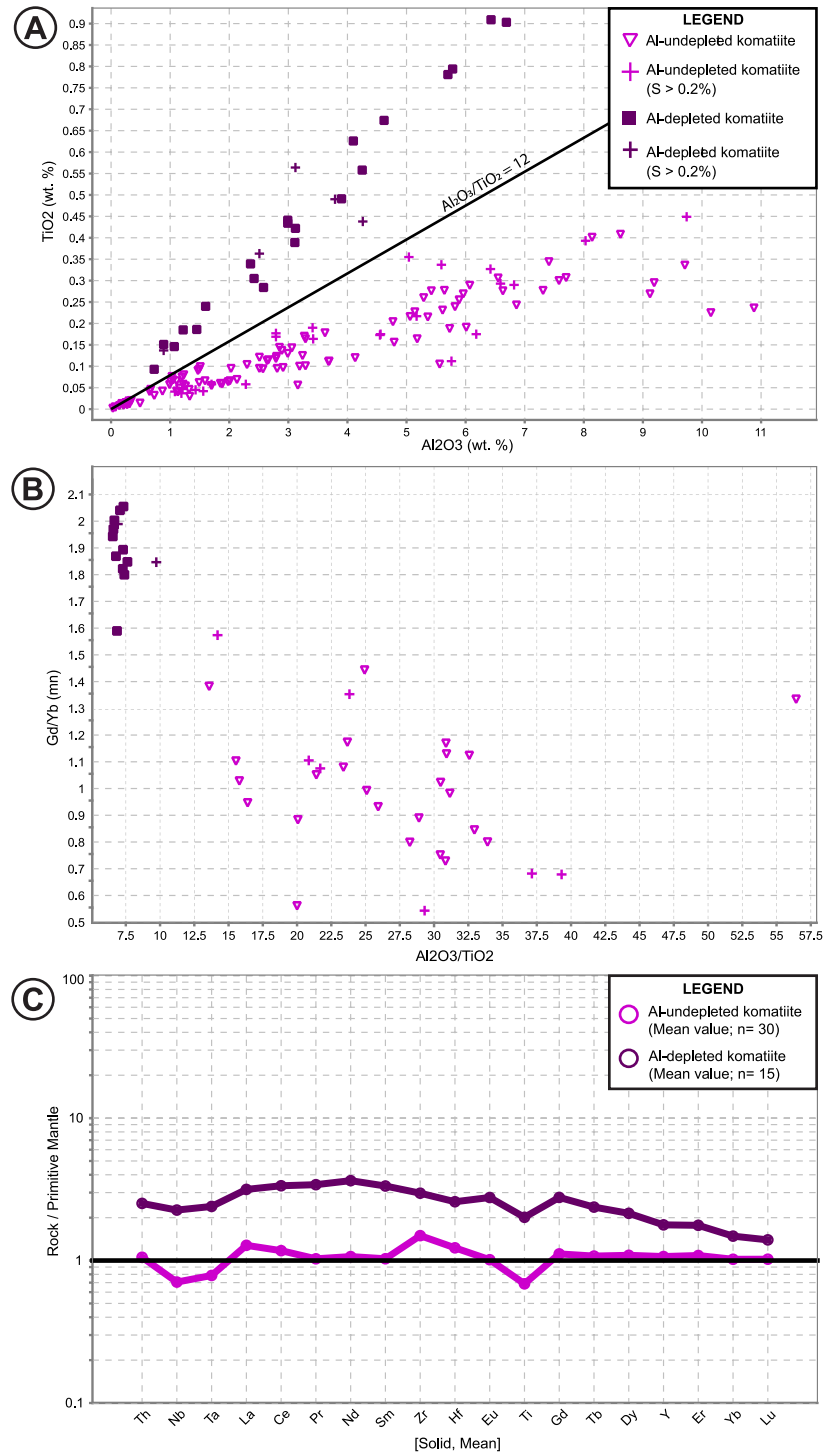 A
LEGEND
Al-undepleted komatiite
Al-undepleted komatiite
(S > 0.2%)
Al-depleted komatiite
Al-depleted komatiite
(S > 0.2%)
Al₂O₃/TiO₂ = 12
TiO2 (wt. %)
0.9
0.85
0.8
0.75
0.7
0.65
0.6
0.55
0.5
0.45
0.4
0.35
0.3
0.25
0.2
0.15
0.1
0,05
0
0 1 2 3 4 5 6 7 8 9 10 11
Al2O3 (wt. %)
B
Gd/Yb (mn)
2.1
2
1.9
1.8
1.7
1.6
1.5
1.4
1.3
1.2
1.1
1
0.9
0.8
0.7
0.6
0.5
7.5 10 12.5 15 17.5 20 22.5 25 27.5 30 32.5 35 37.5 40 42.5 45 47.5 50 52.5 55 57.5
Al2O3/TiO2
C
LEGEND
Al-undepleted komatiite
(Mean value; n= 30)
Al-depleted komatiite
(Mean value; n= 15)
Rock / Primitive Mantle
100
10
1
0.1
Th Nb Ta La Ce Pr Nd Sm Zr Hf Eu Ti Gd Tb Dy Y Er Yb Lu
[Solid, Mean]